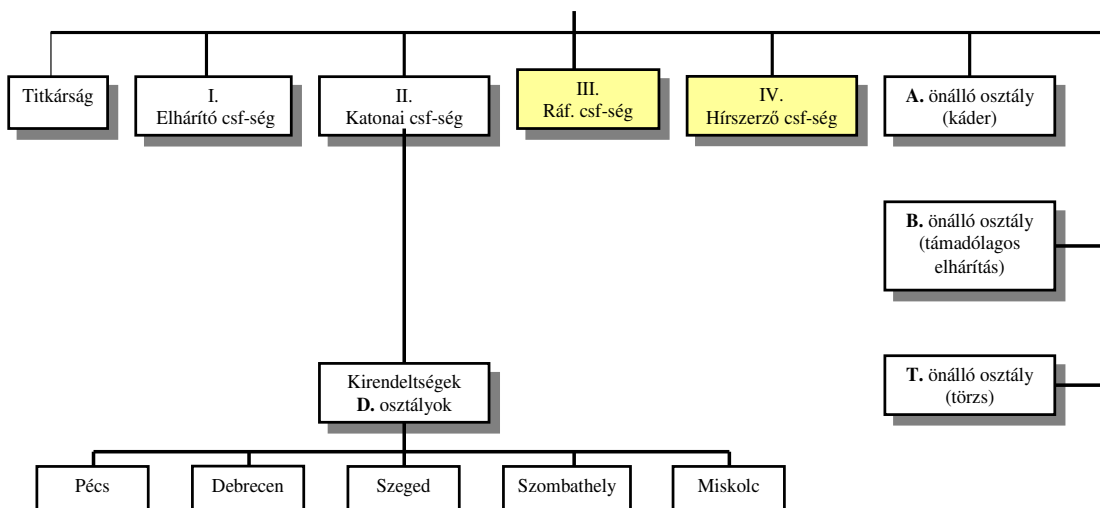 Titkárság
I.
Elhárító csf-ség
II.
Katonai csf-ség
III.
Ráf. csf-ség
IV.
Hírszerző csf-ség
A. önálló osztály
(káder)
B. önálló osztály
(támadólagos
elhárítás)
T. önálló osztály
(törzs)
Kirendeltségek
D. osztályok
Pécs
Debrecen
Szeged
Szombathely
Miskolc